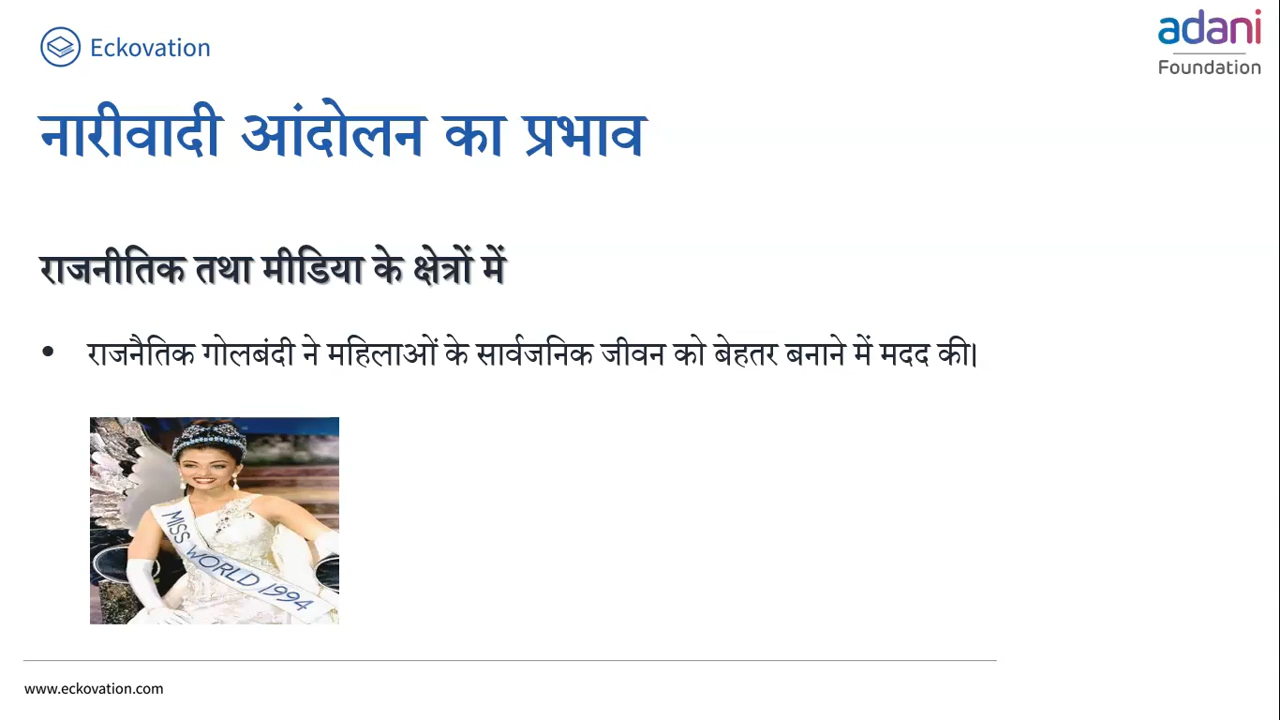 Eckovation
adani
Foundation
नारीवादी आंदोलन का प्रभाव
राजनीतिक तथा मीडिया के क्षेत्रों में
• राजनैतिक गोलबंदी ने महिलाओं के सार्वजनिक जीवन को बेहतर बनाने में मदद की।
MISS WORLD 1994
www.eckovation.com